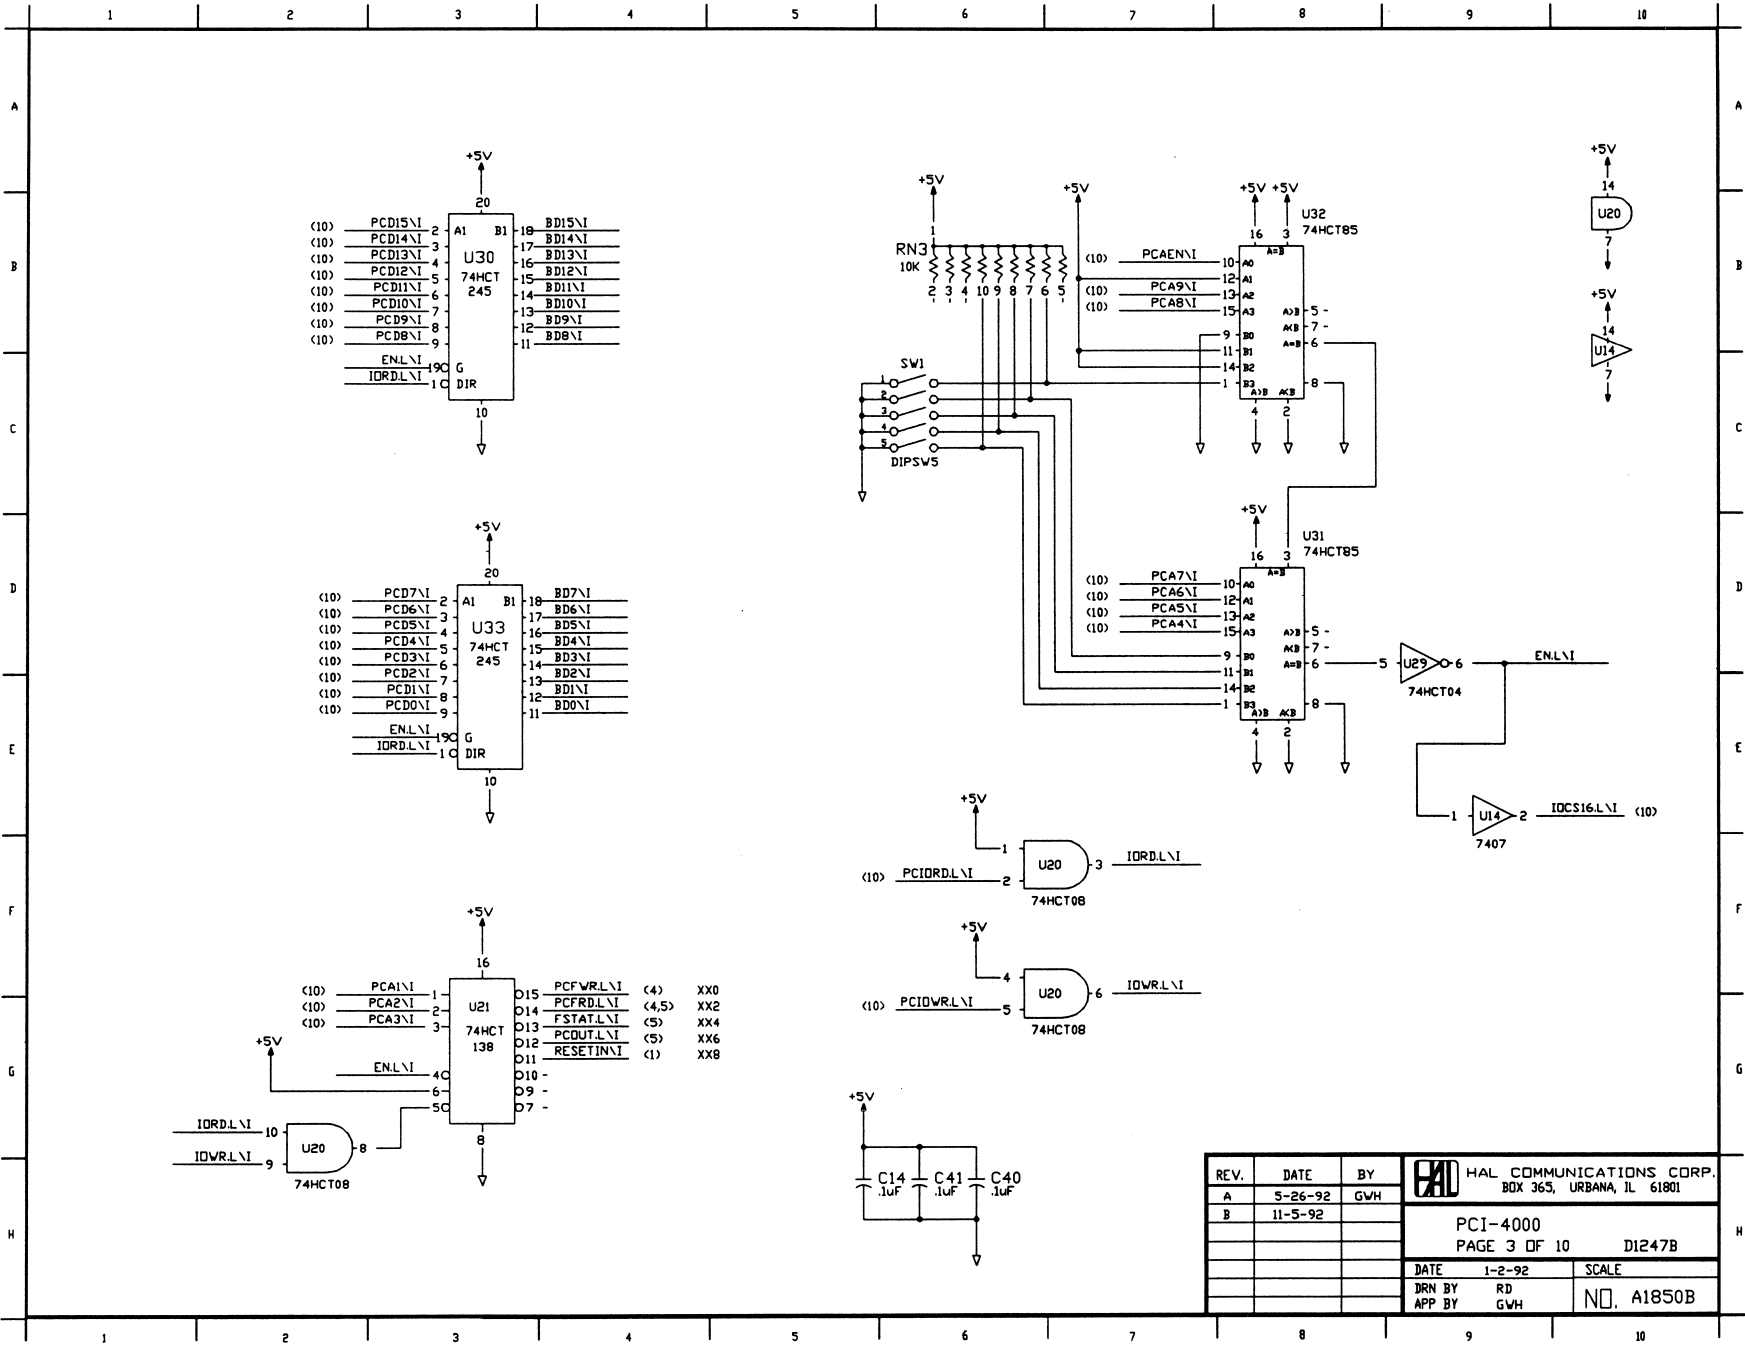 1 2 3 4 5 6 7 8 9 10
A A
B B
C C
D D
E E
F F
G G
H H
+5V
20
(10) PCD15\I 2 A1 B1 18 BD15\I
(10) PCD14\I 3 17 BD14\I
(10) PCD13\I 4 U30 16 BD13\I
(10) PCD12\I 5 74HCT 15 BD12\I
(10) PCD11\I 6 245 14 BD11\I
(10) PCD10\I 7 13 BD10\I
(10) PCD9\I 8 12 BD9\I
(10) PCD8\I 9 11 BD8\I
EN.L\I 19 G
IORD.L\I 1 DIR
10
+5V
20
(10) PCD7\I 2 A1 B1 18 BD7\I
(10) PCD6\I 3 17 BD6\I
(10) PCD5\I 4 U33 16 BD5\I
(10) PCD4\I 5 74HCT 15 BD4\I
(10) PCD3\I 6 245 14 BD3\I
(10) PCD2\I 7 13 BD2\I
(10) PCD1\I 8 12 BD1\I
(10) PCD0\I 9 11 BD0\I
EN.L\I 19 G
IORD.L\I 1 DIR
10
+5V
16
(10) PCA1\I 1 15 PCFWR.L\I (4) XX0
(10) PCA2\I 2 U21 14 PCFRD.L\I (4,5) XX2
(10) PCA3\I 3 74HCT 13 FSTAT.L\I (5) XX4
138 12 PCOUT.L\I (5) XX6
11 RESETIN\I (1) XX8
+5V
EN.L\I 4 10 -
6 9 -
5 7 -
8
IORD.L\I 10
U20 8
IOWR.L\I 9
74HCT08
+5V
1
RN3
10K
2 3 4 10 9 8 7 6 5
SW1
1
2
3
4
5
DIPSW5
+5V
+5V +5V
U32
74HCT85
16 3
A=B
(10) PCAEN\I 10 A0
12 A1
(10) PCA9\I 13 A2
(10) PCA8\I 15 A3 A>B 5 -
A<B 7 -
9 B0 A=B 6
11 B1
14 B2
1 B3 8
A>B A<B
4 2
+5V
U31
74HCT85
16 3
A=B
(10) PCA7\I 10 A0
(10) PCA6\I 12 A1
(10) PCA5\I 13 A2
(10) PCA4\I 15 A3 A>B 5 -
A<B 7 -
9 B0 A=B 6
11 B1
14 B2
1 B3 8
A>B A<B
4 2
5 U29 6 EN.L\I
74HCT04
1 U14 2 IOCS16.L\I (10)
7407
+5V
14
U20
7
+5V
14
U14
7
+5V
1
U20 3 IORD.L\I
(10) PCIORD.L\I 2
74HCT08
+5V
4
U20 6 IOWR.L\I
(10) PCIOWR.L\I 5
74HCT08
+5V
C14 C41 C40
.1uF .1uF .1uF
REV. DATE BY
A 5-26-92 GWH
B 11-5-92
HAL HAL COMMUNICATIONS CORP.
BOX 365, URBANA, IL 61801
PCI-4000
PAGE 3 OF 10 D1247B
DATE 1-2-92 SCALE
DRN BY RD
APP BY GWH
NO. A1850B
1 2 3 4 5 6 7 8 9 10